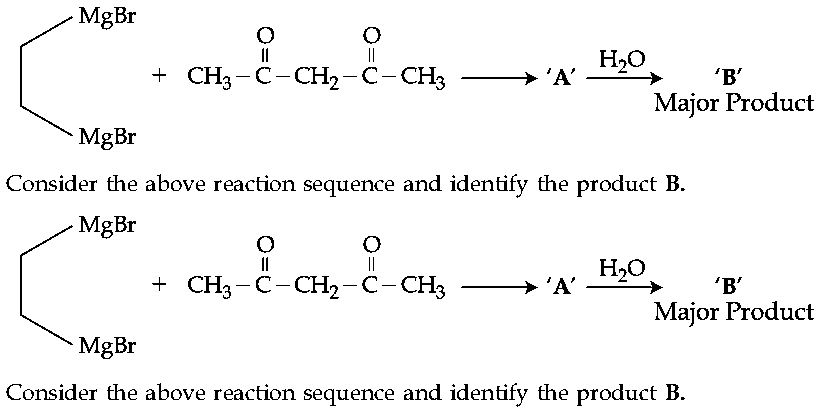 MgBr
O O
+ CH₃–C–CH₂–C–CH₃ ⟶ 'A' H₂O ⟶ 'B'
Major Product
MgBr
Consider the above reaction sequence and identify the product B.
MgBr
O O
+ CH₃–C–CH₂–C–CH₃ ⟶ 'A' H₂O ⟶ 'B'
Major Product
MgBr
Consider the above reaction sequence and identify the product B.